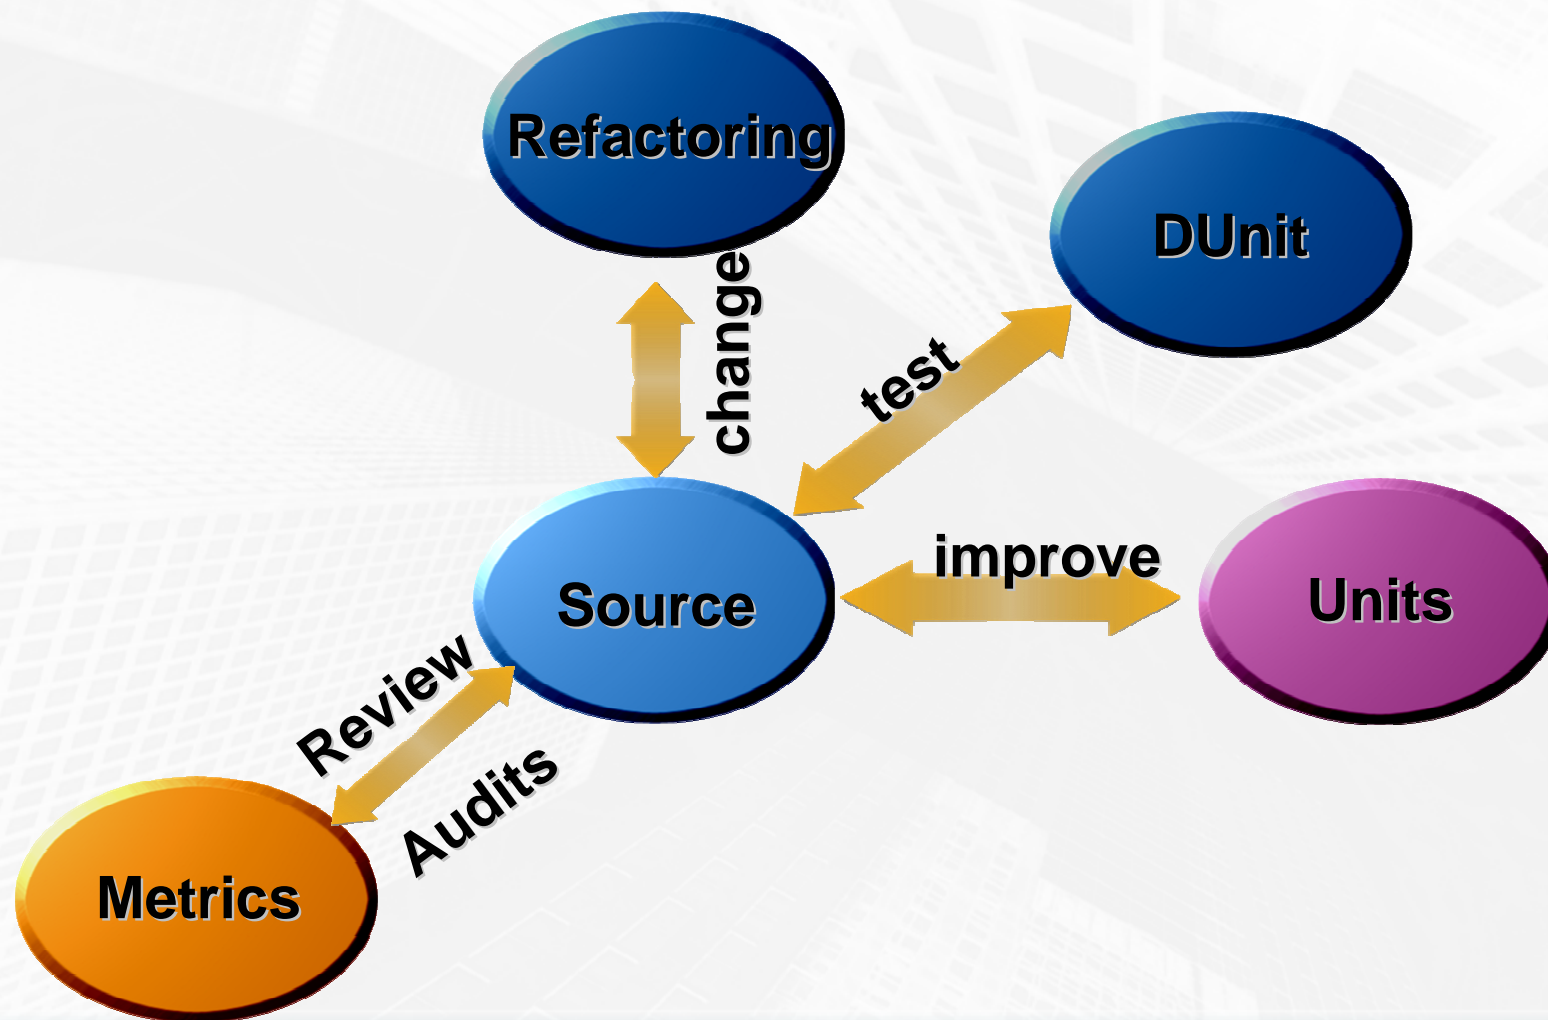 Refactoring
DUnit
change
test
improve
Source
Units
Review
Audits
Metrics